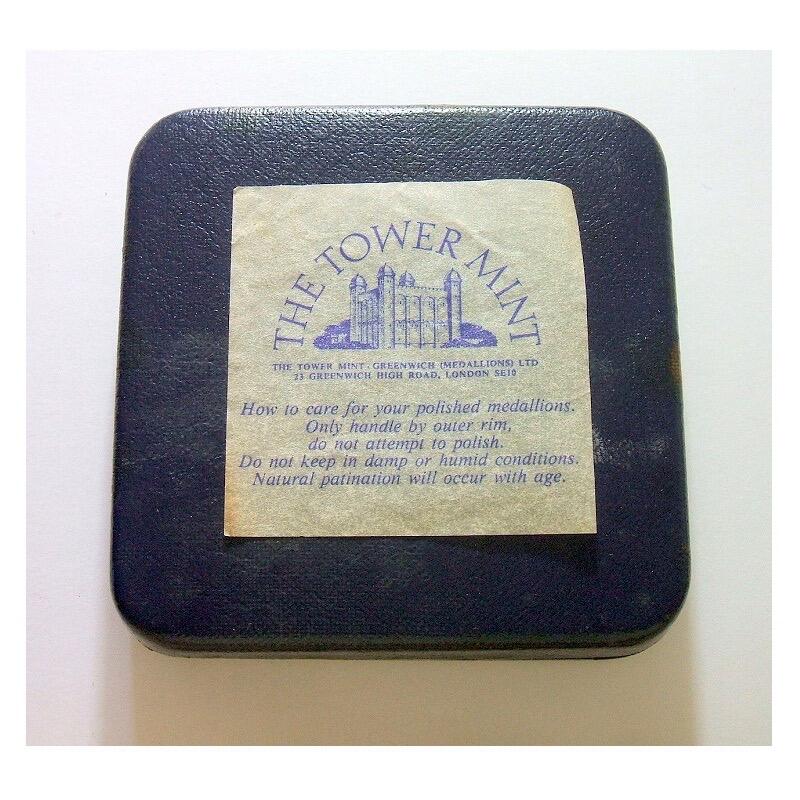 THE TOWER MINT
THE TOWER MINT · GREENWICH (MEDALLIONS) LTD
23 GREENWICH HIGH ROAD, LONDON SE10
How to care for your polished medallions.
Only handle by outer rim,
do not attempt to polish.
Do not keep in damp or humid conditions.
Natural patination will occur with age.